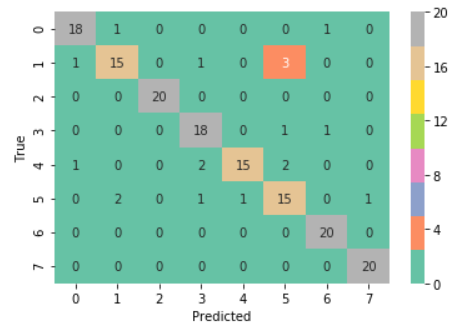 0 18 1 0 0 0 0 1 0
1 1 15 0 1 0 3 0 0
2 0 0 20 0 0 0 0 0
3 0 0 0 18 0 1 1 0
4 1 0 0 2 15 2 0 0
5 0 2 0 1 1 15 0 1
6 0 0 0 0 0 0 20 0
7 0 0 0 0 0 0 0 20
0 1 2 3 4 5 6 7
Predicted
True
20
16
12
8
4
0